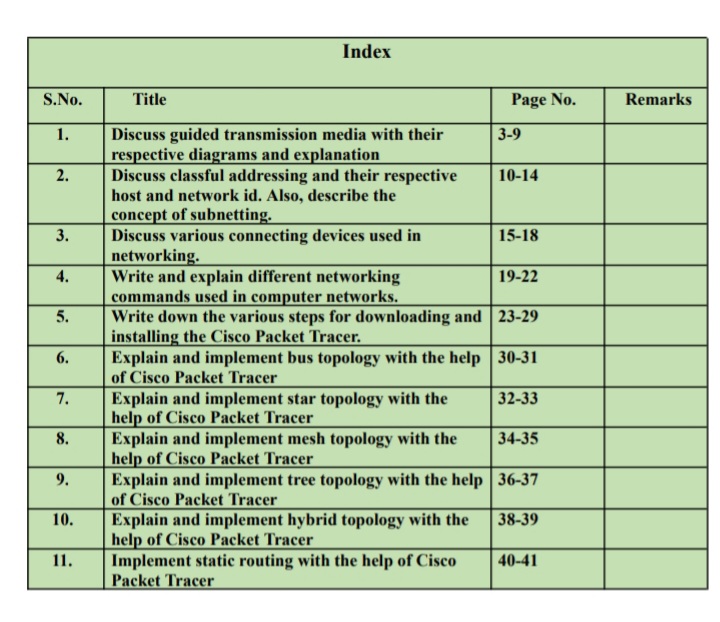 Index
S.No. Title Page No. Remarks
1. Discuss guided transmission media with their 3-9
respective diagrams and explanation
2. Discuss classful addressing and their respective 10-14
host and network id. Also, describe the
concept of subnetting.
3. Discuss various connecting devices used in 15-18
networking.
4. Write and explain different networking 19-22
commands used in computer networks.
5. Write down the various steps for downloading and 23-29
installing the Cisco Packet Tracer.
6. Explain and implement bus topology with the help 30-31
of Cisco Packet Tracer
7. Explain and implement star topology with the 32-33
help of Cisco Packet Tracer
8. Explain and implement mesh topology with the 34-35
help of Cisco Packet Tracer
9. Explain and implement tree topology with the help 36-37
of Cisco Packet Tracer
10. Explain and implement hybrid topology with the 38-39
help of Cisco Packet Tracer
11. Implement static routing with the help of Cisco 40-41
Packet Tracer